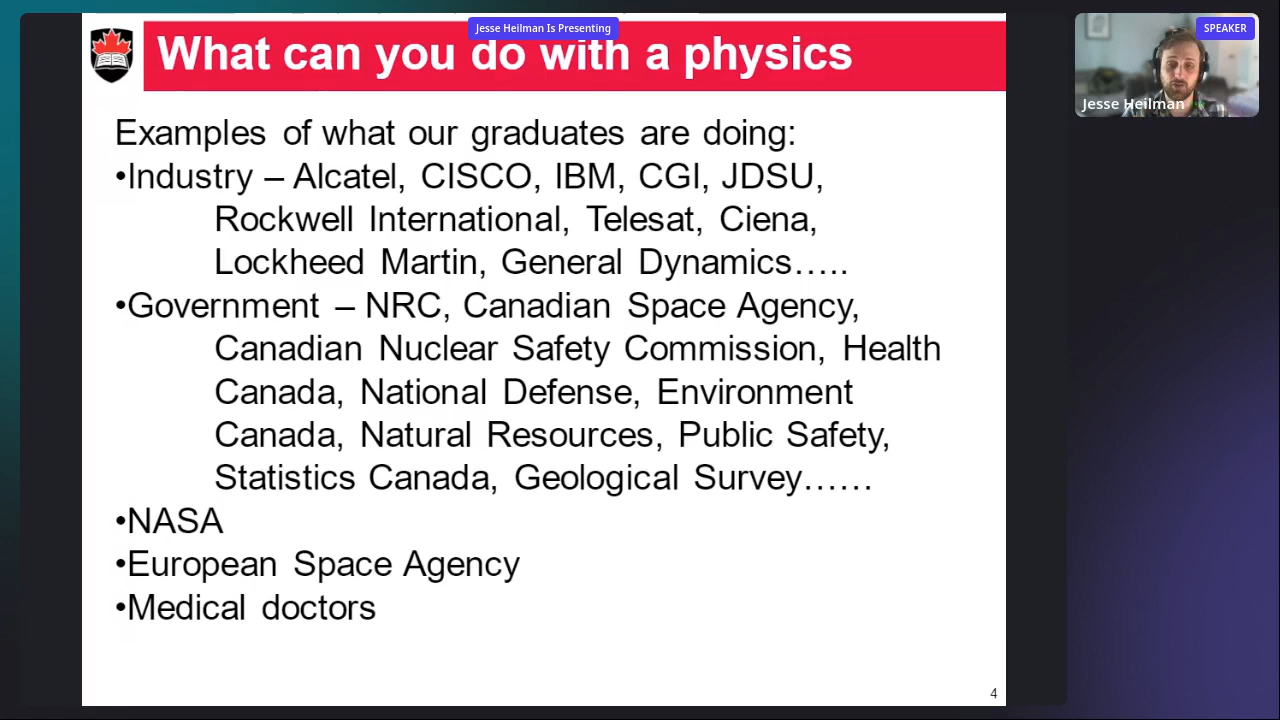 Jesse Heilman Is Presenting
What can you do with a physics
Examples of what our graduates are doing:
•Industry – Alcatel, CISCO, IBM, CGI, JDSU,
Rockwell International, Telesat, Ciena,
Lockheed Martin, General Dynamics…..
•Government – NRC, Canadian Space Agency,
Canadian Nuclear Safety Commission, Health
Canada, National Defense, Environment
Canada, Natural Resources, Public Safety,
Statistics Canada, Geological Survey……
•NASA
•European Space Agency
•Medical doctors
4
SPEAKER
Jesse Heilman